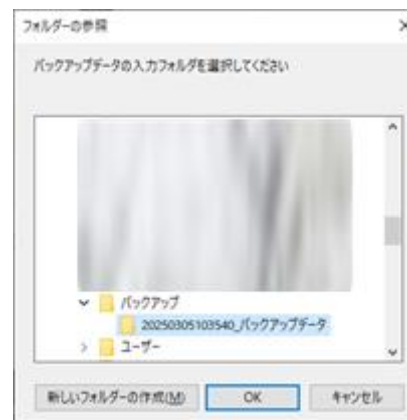 フォルダーの参照
バックアップデータの入力フォルダを選択してください
バックアップ
20250305103540_バックアップデータ
ユーザー
新しいフォルダーの作成(M)
OK
キャンセル